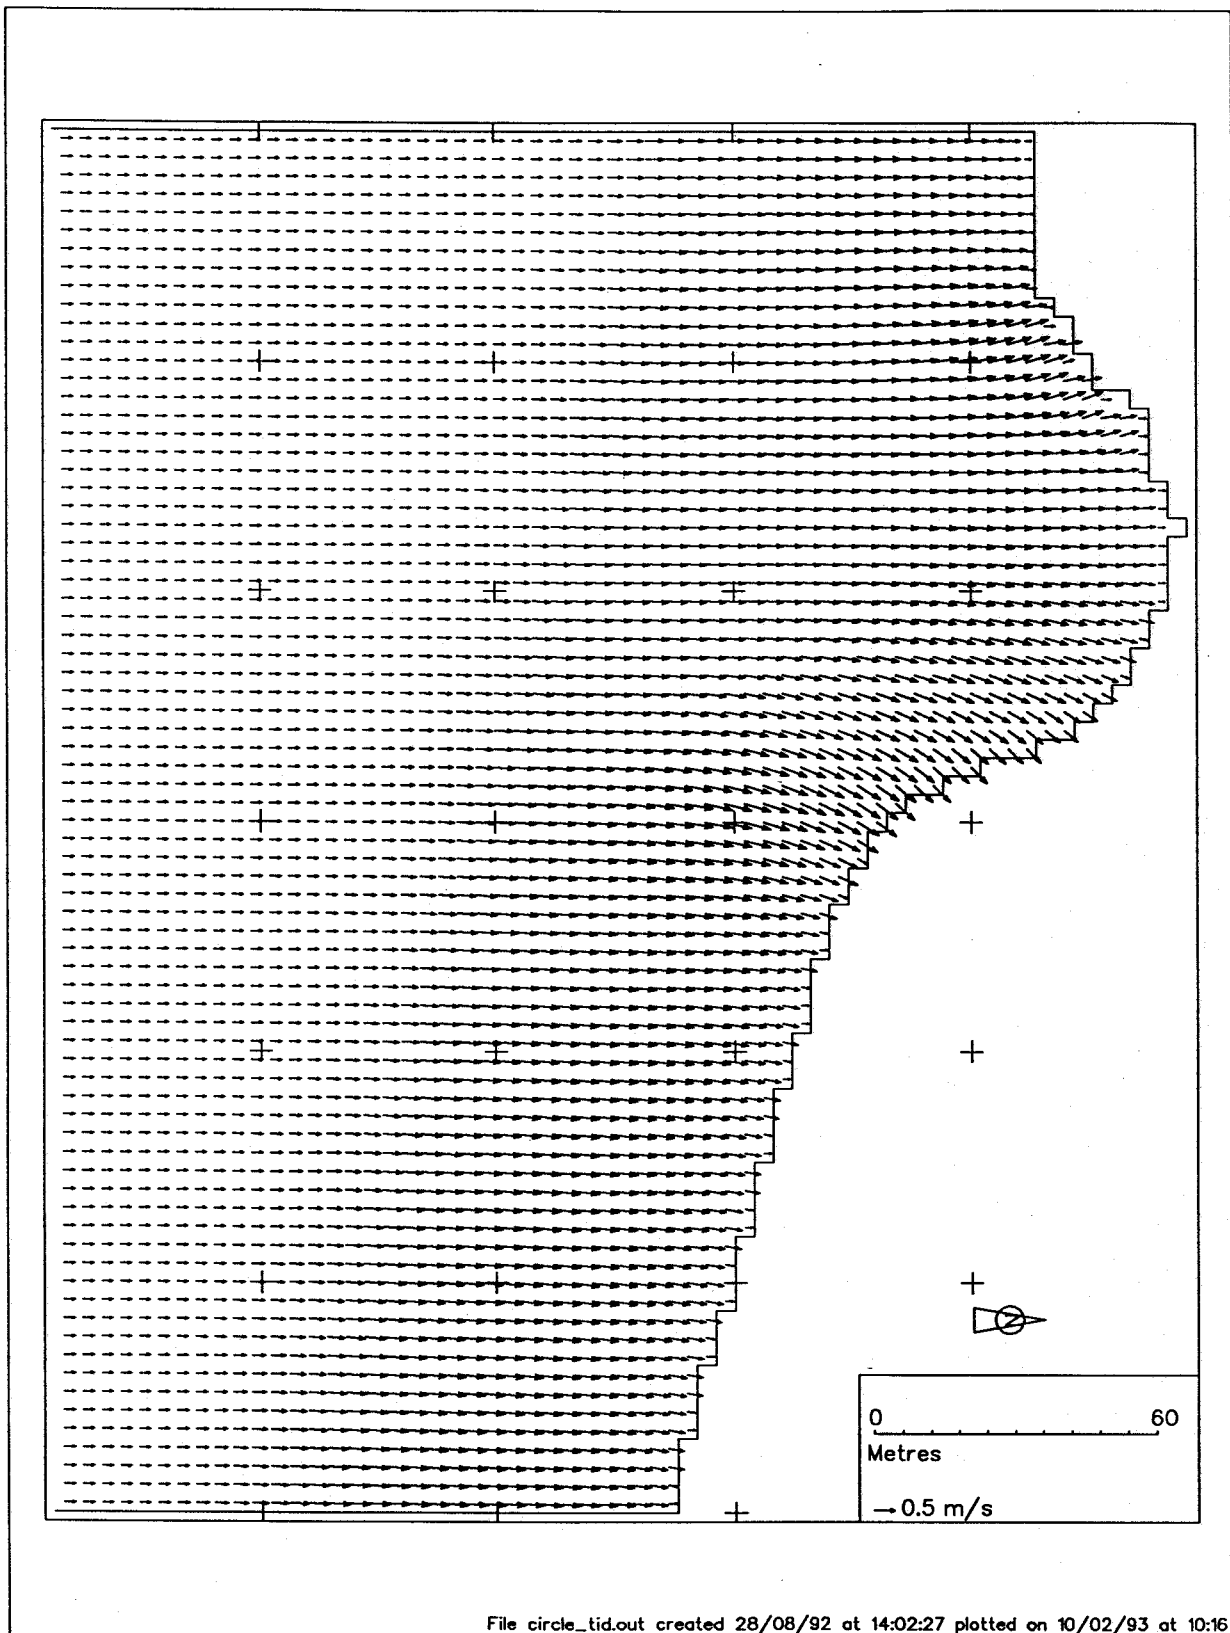 N
0 60
Metres
0.5 m/s
File circle_tid.out created 28/08/92 at 14:02:27 plotted on 10/02/93 at 10:16